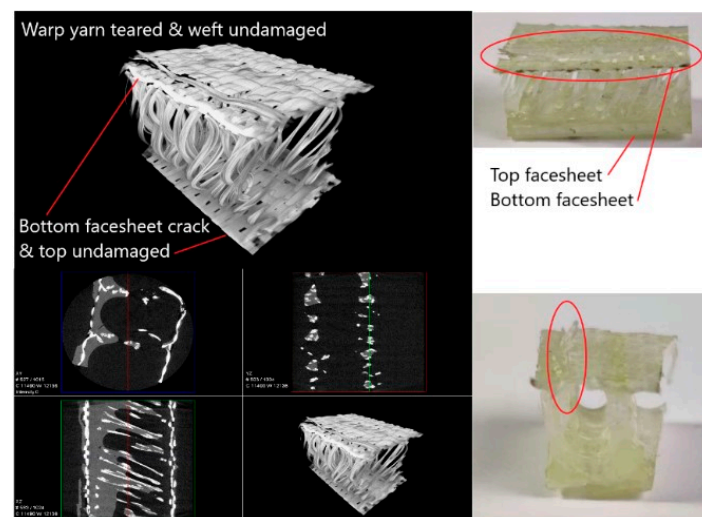 Warp yarn teared & weft undamaged
Top facesheet
Bottom facesheet
Bottom facesheet crack
& top undamaged